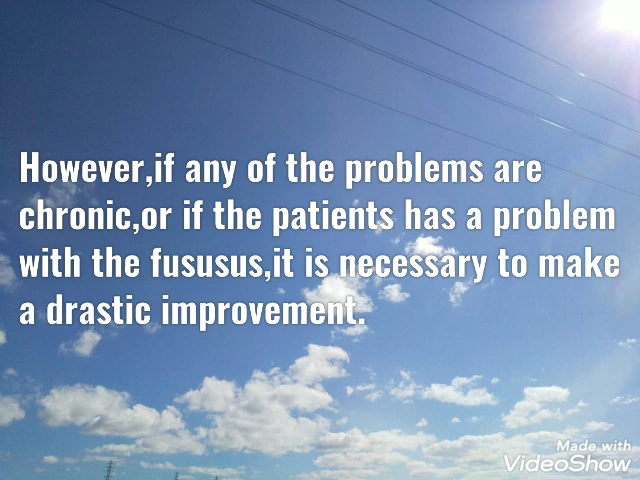 However,if any of the problems are
chronic,or if the patients has a problem
with the fususus,it is necessary to make
a drastic improvement.
Made with
VideoShow